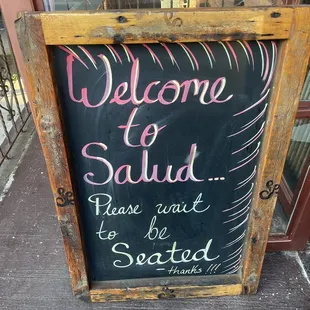 Welcome
to
Salud...
Please wait
to be
Seated
- thanks!!!